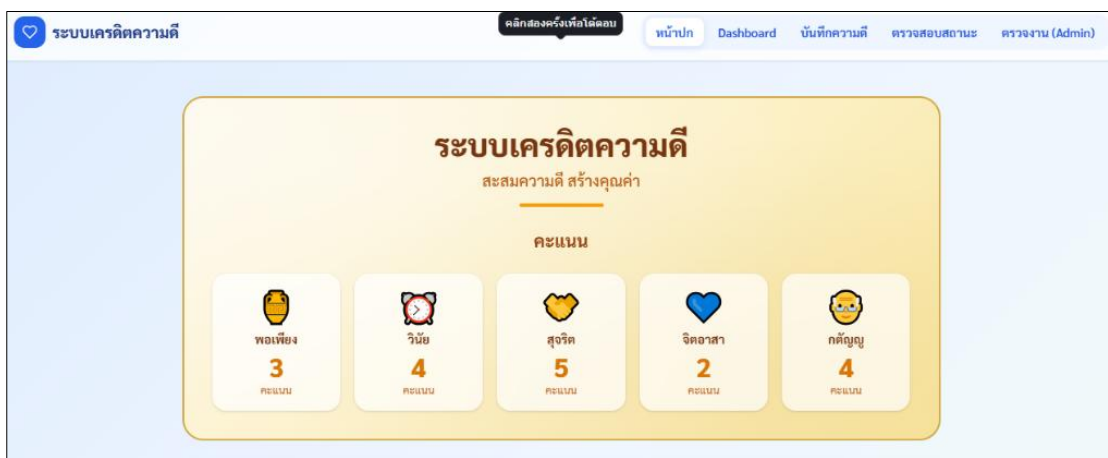 ระบบเครดิตความดี
คลิกสองครั้งเพื่อโต้ตอบ
หน้าปก Dashboard บันทึกความดี ตรวจสอบสถานะ ตรวจงาน (Admin)
ระบบเครดิตความดี
สะสมความดี สร้างคุณค่า
คะแนน
พอเพียง วินัย สุจริต จิตอาสา กตัญญู
3 4 5 2 4
คะแนน คะแนน คะแนน คะแนน คะแนน